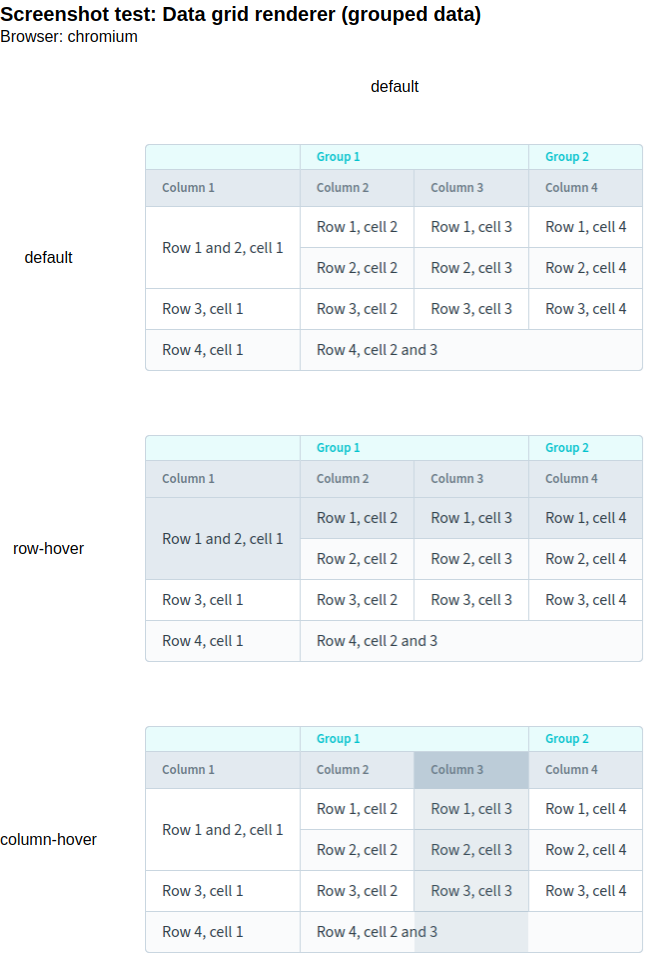 Screenshot test: Data grid renderer (grouped data)
Browser: chromium
default
default
Group 1 Group 2
Column 1 Column 2 Column 3 Column 4
Row 1 and 2, cell 1 Row 1, cell 2 Row 1, cell 3 Row 1, cell 4
Row 2, cell 2 Row 2, cell 3 Row 2, cell 4
Row 3, cell 1 Row 3, cell 2 Row 3, cell 3 Row 3, cell 4
Row 4, cell 1 Row 4, cell 2 and 3
row-hover
Group 1 Group 2
Column 1 Column 2 Column 3 Column 4
Row 1 and 2, cell 1 Row 1, cell 2 Row 1, cell 3 Row 1, cell 4
Row 2, cell 2 Row 2, cell 3 Row 2, cell 4
Row 3, cell 1 Row 3, cell 2 Row 3, cell 3 Row 3, cell 4
Row 4, cell 1 Row 4, cell 2 and 3
column-hover
Group 1 Group 2
Column 1 Column 2 Column 3 Column 4
Row 1 and 2, cell 1 Row 1, cell 2 Row 1, cell 3 Row 1, cell 4
Row 2, cell 2 Row 2, cell 3 Row 2, cell 4
Row 3, cell 1 Row 3, cell 2 Row 3, cell 3 Row 3, cell 4
Row 4, cell 1 Row 4, cell 2 and 3